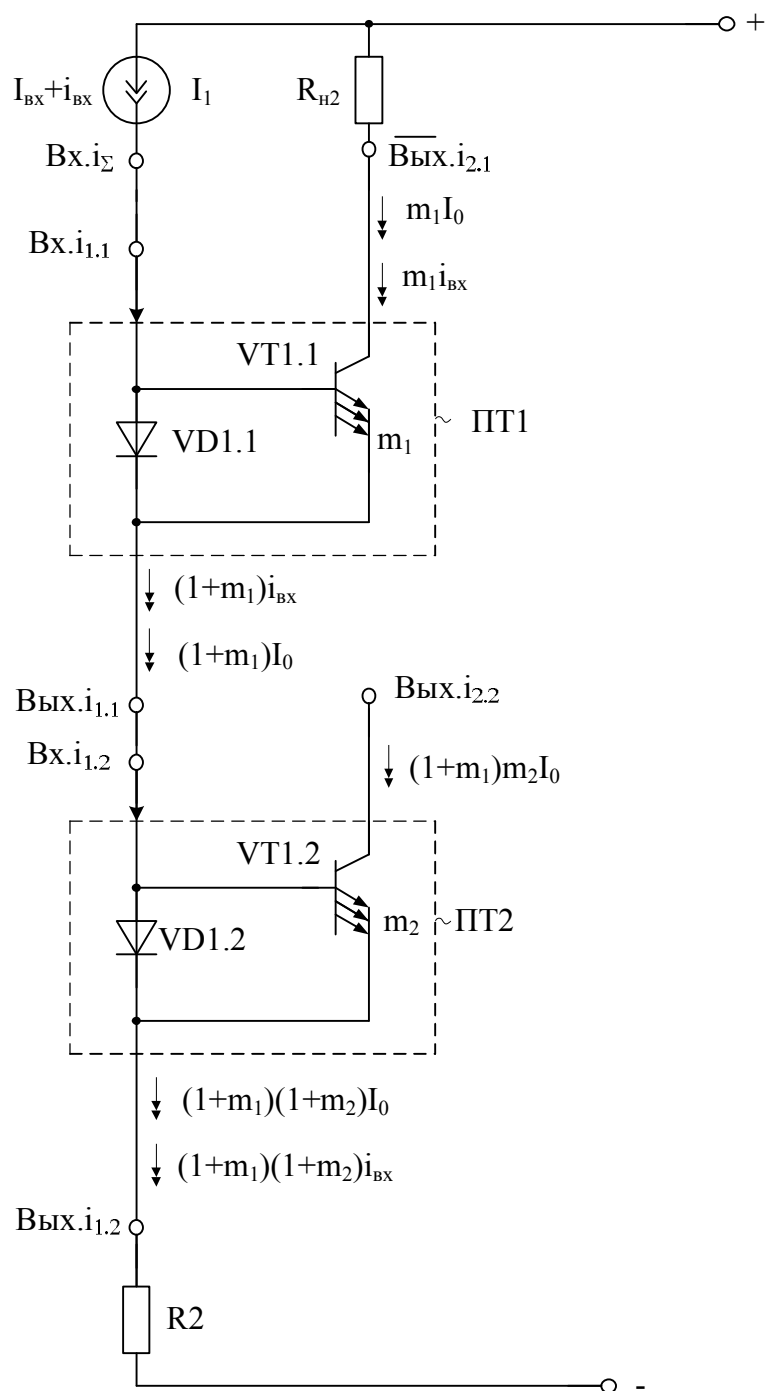 +
Iвх+iвх
I₁
Rн2
Вх.iΣ
В̅ы̅х̅.i₂.₁
m₁I₀
Вх.i₁.₁
m₁iвх
VT1.1
ПТ1
VD1.1
m₁
(1+m₁)iвх
(1+m₁)I₀
Вых.i₁.₁
Вых.i₂.₂
Вх.i₁.₂
(1+m₁)m₂I₀
VT1.2
m₂
ПТ2
VD1.2
(1+m₁)(1+m₂)I₀
(1+m₁)(1+m₂)iвх
Вых.i₁.₂
R2
-